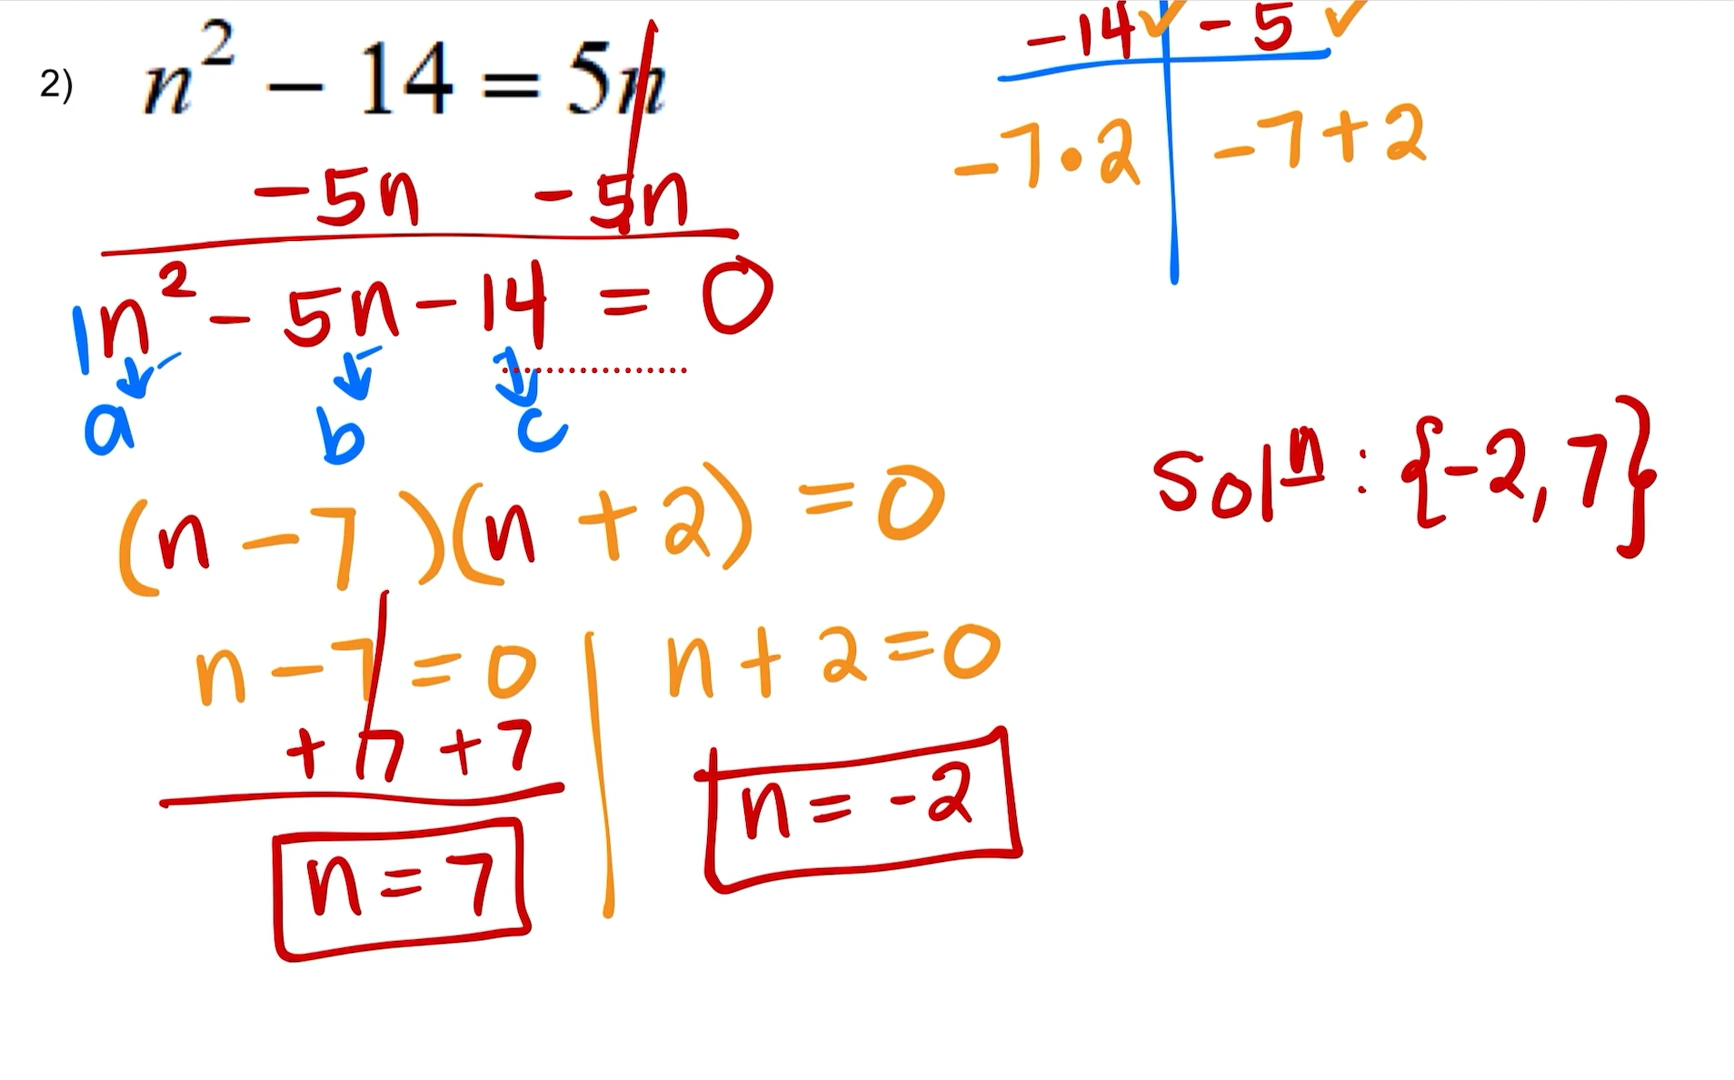 2) n² − 14 = 5n
−5n −5n
1n² − 5n − 14 = 0
a b c
(n − 7)(n + 2) = 0
n − 7 = 0
+7 +7
n = 7
n + 2 = 0
n = −2
−14✓ −5✓
−7•2 −7+2
Solⁿ : {−2, 7}